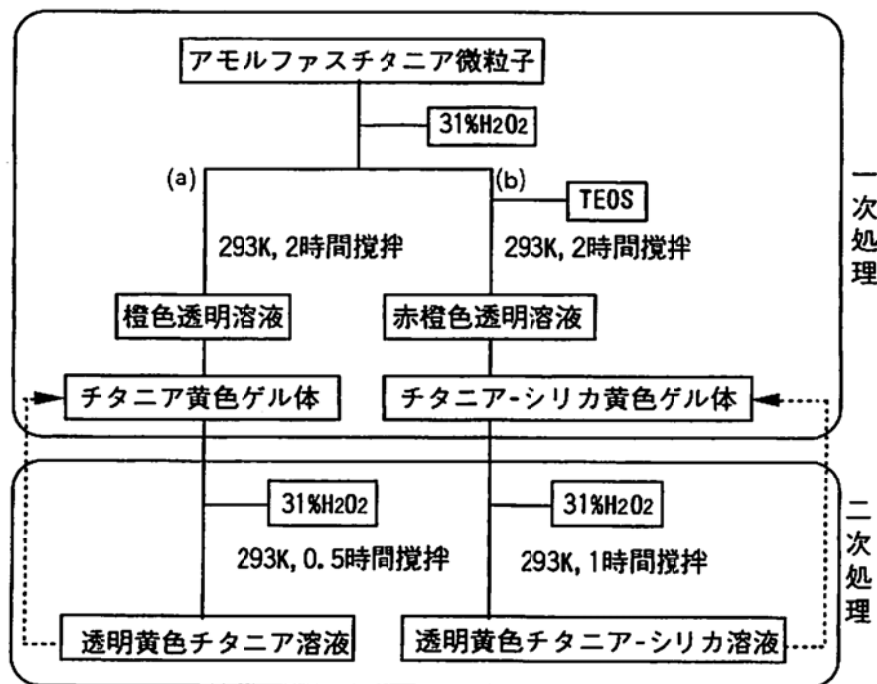 アモルファスチタニア微粒子
31%H2O2
(a)
(b)
TEOS
293K, 2時間撹拌
293K, 2時間撹拌
橙色透明溶液
赤橙色透明溶液
チタニア黄色ゲル体
チタニア-シリカ黄色ゲル体
一次処理
31%H2O2
31%H2O2
293K, 0.5時間撹拌
293K, 1時間撹拌
透明黄色チタニア溶液
透明黄色チタニア-シリカ溶液
二次処理